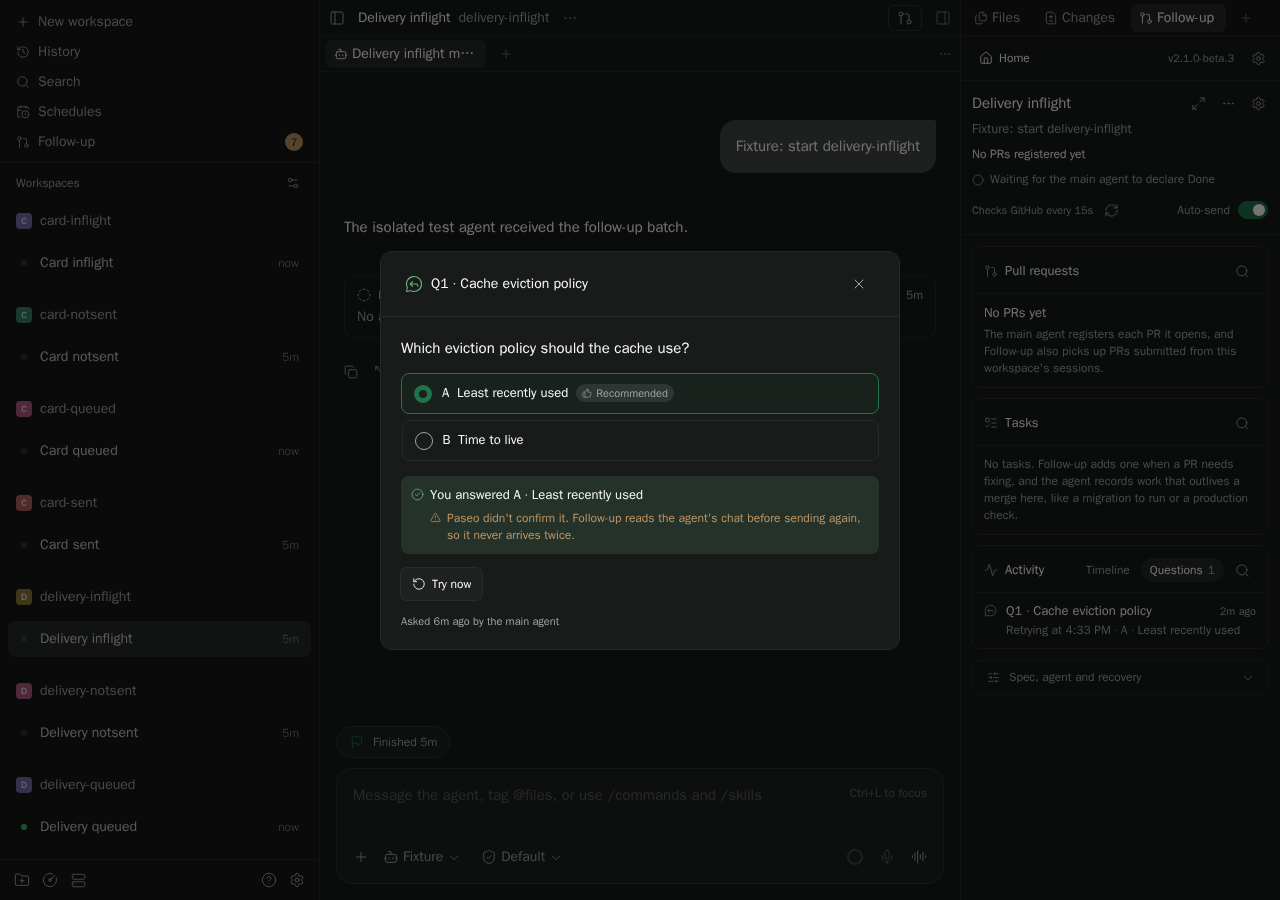 New workspace
History
Search
Schedules
Follow-up
7
Workspaces
C card-inflight
Card inflight now
C card-notsent
Card notsent 5m
C card-queued
Card queued now
C card-sent
Card sent 5m
D delivery-inflight
Delivery inflight 5m
D delivery-notsent
Delivery notsent 5m
D delivery-queued
Delivery queued now
Delivery inflight delivery-inflight
Delivery inflight m···
Fixture: start delivery-inflight
The isolated test agent received the follow-up batch.
5m
No
Q1 · Cache eviction policy
Which eviction policy should the cache use?
A Least recently used Recommended
B Time to live
You answered A · Least recently used
Paseo didn't confirm it. Follow-up reads the agent's chat before sending again,
so it never arrives twice.
Try now
Asked 6m ago by the main agent
Finished 5m
Message the agent, tag @files, or use /commands and /skills
Ctrl+L to focus
Fixture
Default
Files
Changes
Follow-up
Home
v2.1.0-beta.3
Delivery inflight
Fixture: start delivery-inflight
No PRs registered yet
Waiting for the main agent to declare Done
Checks GitHub every 15s
Auto-send
Pull requests
No PRs yet
The main agent registers each PR it opens, and
Follow-up also picks up PRs submitted from this
workspace's sessions.
Tasks
No tasks. Follow-up adds one when a PR needs
fixing, and the agent records work that outlives a
merge here, like a migration to run or a production
check.
Activity
Timeline
Questions 1
Q1 · Cache eviction policy 2m ago
Retrying at 4:33 PM · A · Least recently used
Spec, agent and recovery